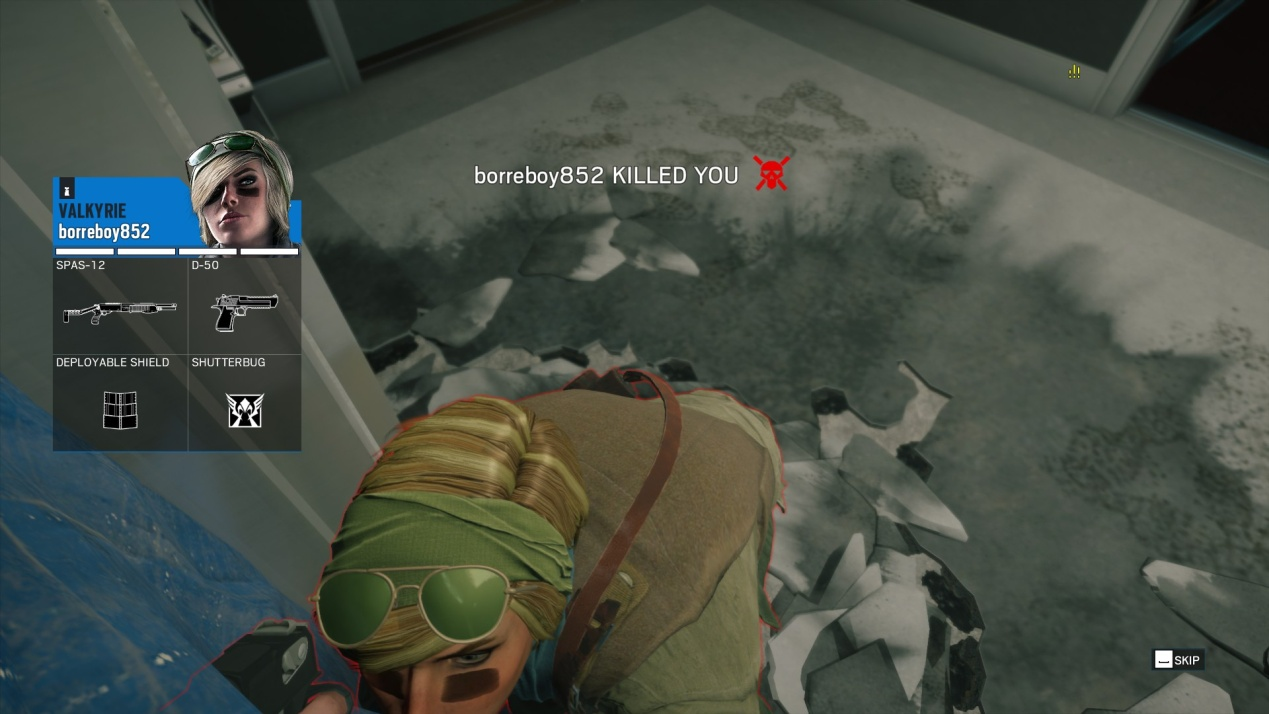 borreboy852 KILLED YOU
VALKYRIE
borreboy852
SPAS-12 D-50
DEPLOYABLE SHIELD SHUTTERBUG
SKIP